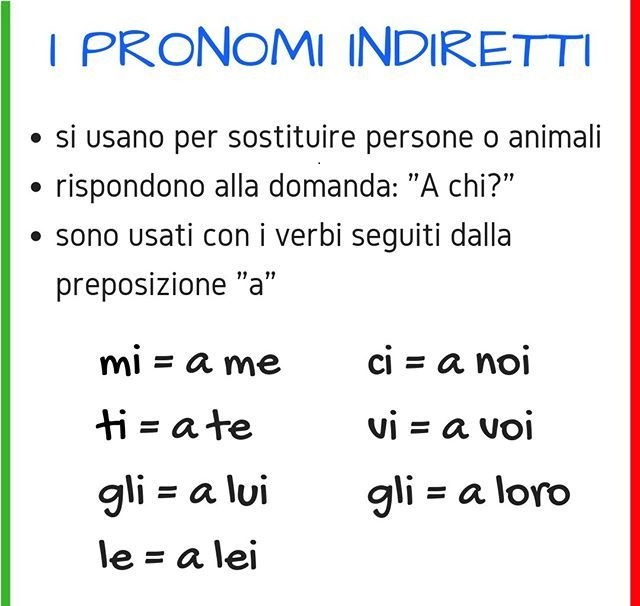 I PRONOMI INDIRETTI
• si usano per sostituire persone o animali
• rispondono alla domanda: ”A chi?”
• sono usati con i verbi seguiti dalla
preposizione ”a”
mi = a me
ti = a te
gli = a lui
le = a lei
ci = a noi
vi = a voi
gli = a loro